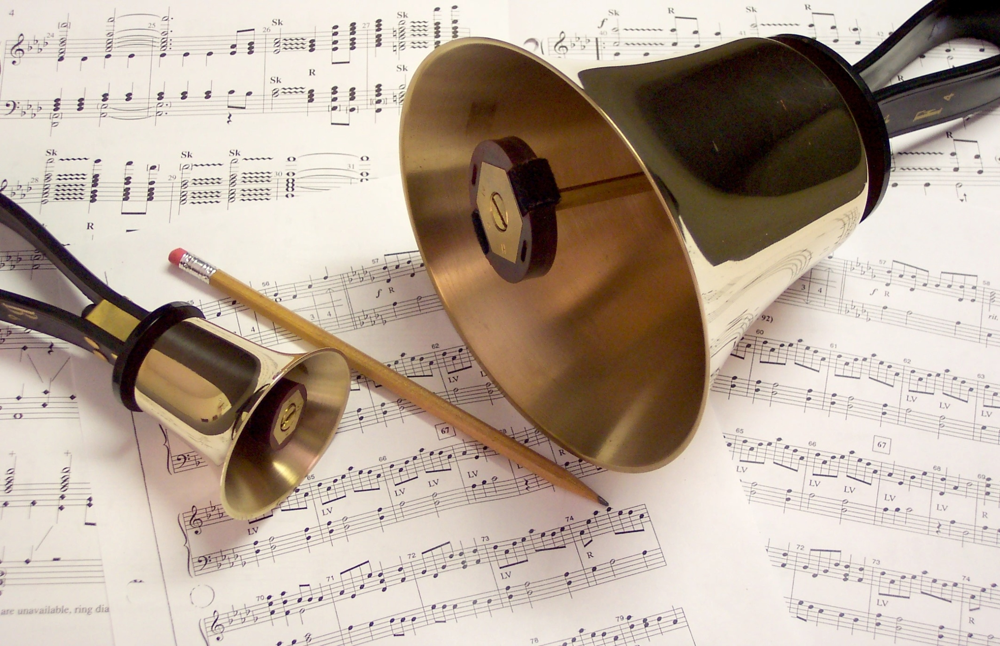 4
24 25 26 27
Sk Sk
R
Sk Sk
Sk R Sk R
f
40 41 42
R
R
Sk Sk Sk
28 29 30 31
R
55 56 57
f R
3 4
4
57 58
f R
3 4
rit.
. 92)
60 61 62 63
LV LV LV
62
LV
67 68
65 66
R
LV LV LV LV
LV
65 66 67 68 69
LV LV LV LV LV
R
70 71 72 73 74
LV R
72 73 74
LV R
78 79
are unavailable, ring dia